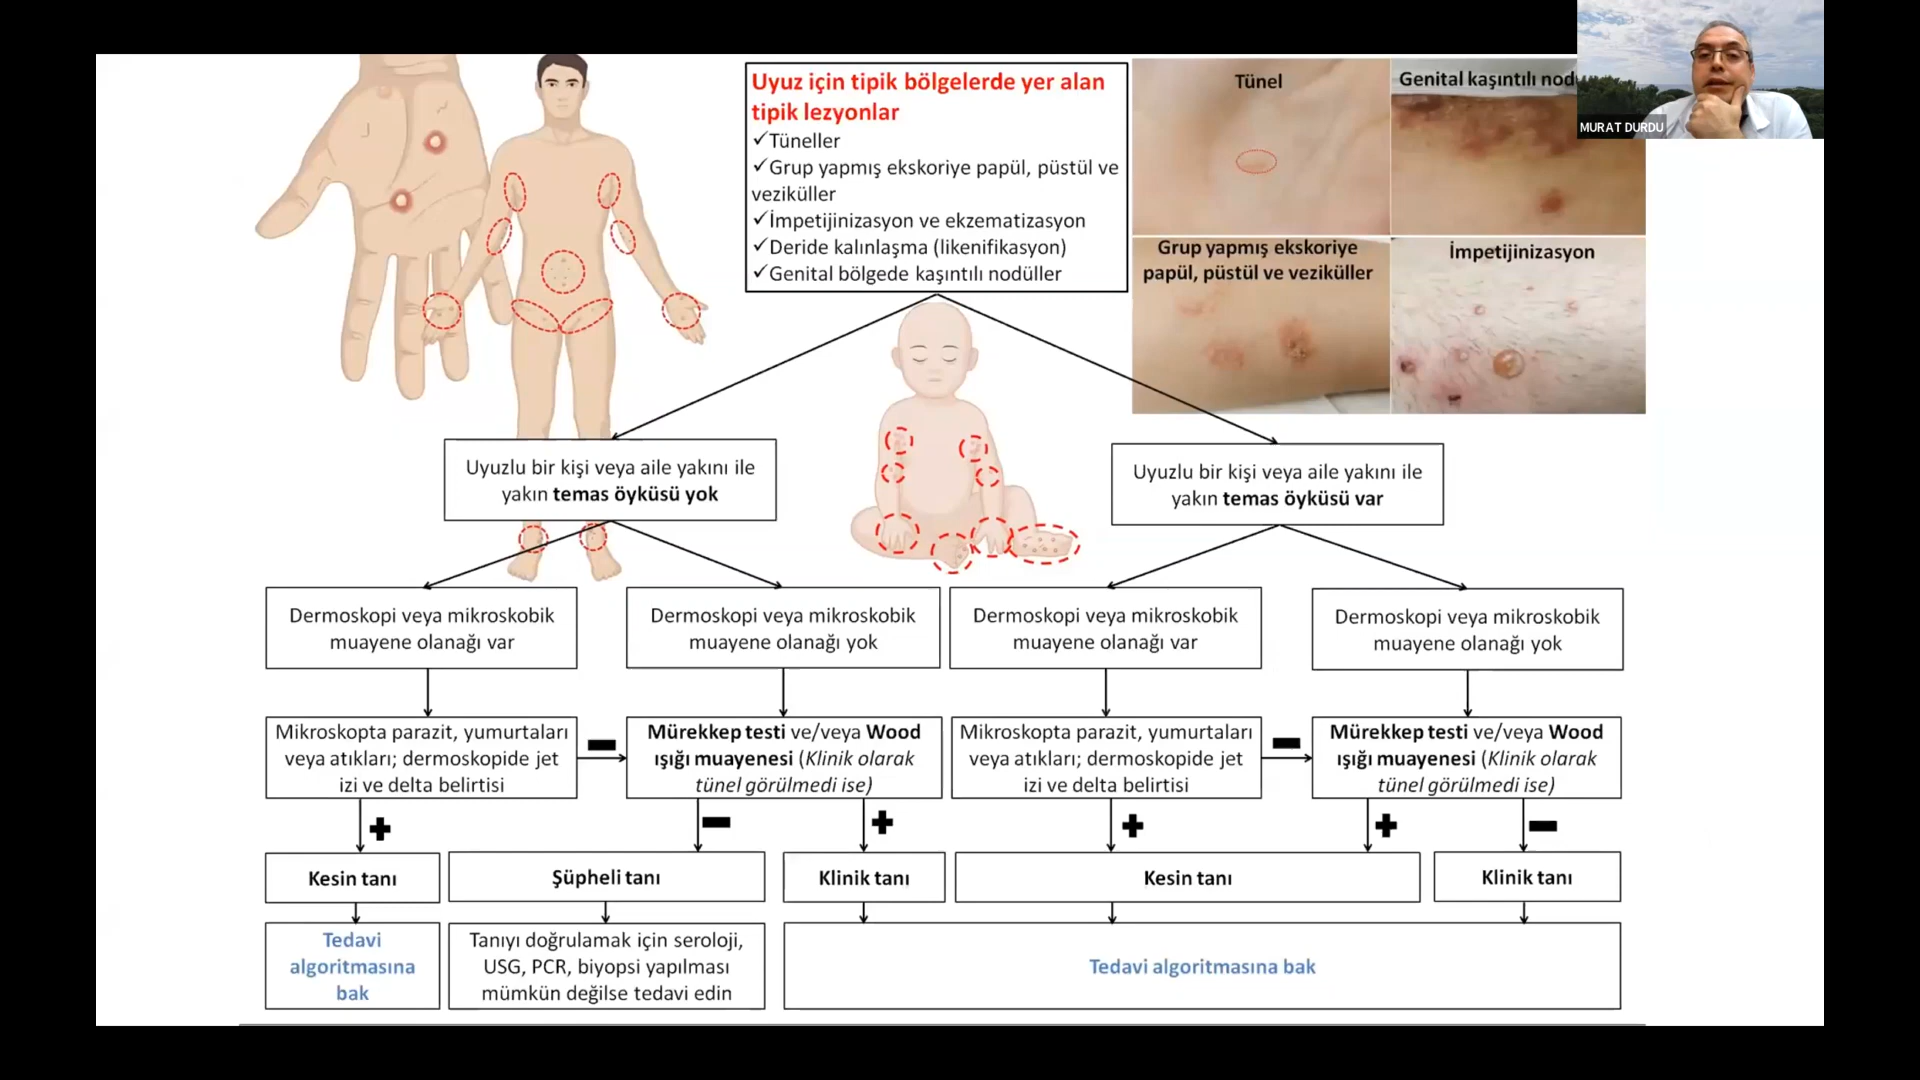 Uyuz için tipik bölgelerde yer alan
tipik lezyonlar
✓Tüneller
✓Grup yapmış ekskoriye papül, püstül ve
veziküller
✓İmpetijinizasyon ve ekzematizasyon
✓Deride kalınlaşma (likenifikasyon)
✓Genital bölgede kaşıntılı nodüller
Tünel
Genital kaşıntılı nod
MURAT DURDU
Grup yapmış ekskoriye
papül, püstül ve veziküller
İmpetijinizasyon
Uyuzlu bir kişi veya aile yakını ile
yakın temas öyküsü yok
Uyuzlu bir kişi veya aile yakını ile
yakın temas öyküsü var
Dermoskopi veya mikroskobik
muayene olanağı var
Dermoskopi veya mikroskobik
muayene olanağı yok
Dermoskopi veya mikroskobik
muayene olanağı var
Dermoskopi veya mikroskobik
muayene olanağı yok
Mikroskopta parazit, yumurtaları
veya atıkları; dermoskopide jet
izi ve delta belirtisi
Mürekkep testi ve/veya Wood
ışığı muayenesi (Klinik olarak
tünel görülmedi ise)
Mikroskopta parazit, yumurtaları
veya atıkları; dermoskopide jet
izi ve delta belirtisi
Mürekkep testi ve/veya Wood
ışığı muayenesi (Klinik olarak
tünel görülmedi ise)
Kesin tanı
Şüpheli tanı
Klinik tanı
Kesin tanı
Klinik tanı
Tedavi
algoritmasına
bak
Tanıyı doğrulamak için seroloji,
USG, PCR, biyopsi yapılması
mümkün değilse tedavi edin
Tedavi algoritmasına bak